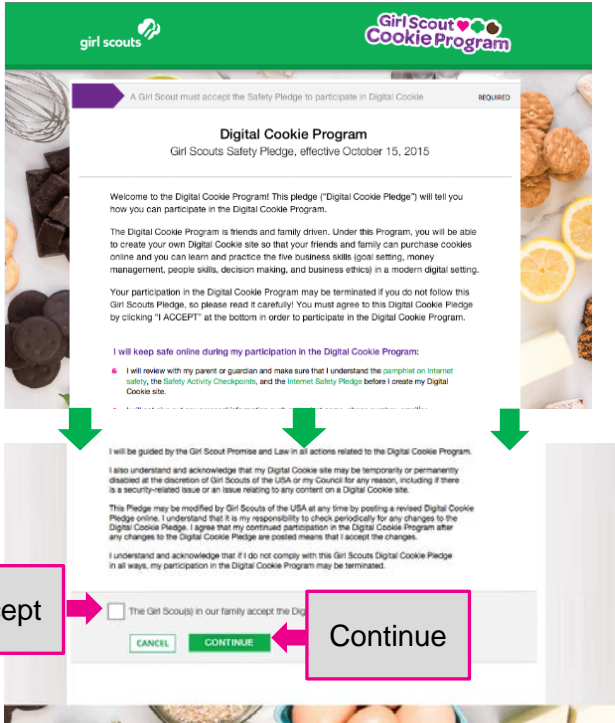 girl scouts
Girl Scout
Cookie Program
A Girl Scout must accept the Safety Pledge to participate in Digital Cookie REQUIRED
Digital Cookie Program
Girl Scouts Safety Pledge, effective October 15, 2015
Welcome to the Digital Cookie Program! This pledge ("Digital Cookie Pledge") will tell you
how you can participate in the Digital Cookie Program.
The Digital Cookie Program is friends and family driven. Under this Program, you will be able
to create your own Digital Cookie site so that your friends and family can purchase cookies
online and you can learn and practice the five business skills (goal setting, money
management, people skills, decision making, and business ethics) in a modern digital setting.
Your participation in the Digital Cookie Program may be terminated if you do not follow this
Girl Scouts Pledge, so please read it carefully! You must agree to this Digital Cookie Pledge
by clicking "I ACCEPT" at the bottom in order to participate in the Digital Cookie Program.
I will keep safe online during my participation in the Digital Cookie Program:
I will review with my parent or guardian and make sure that I understand the pamphlet on Internet
safety, the Safety Activity Checkpoints, and the Internet Safety Pledge before I create my Digital
Cookie site.
I will be guided by the Girl Scout Promise and Law in all actions related to the Digital Cookie Program.
I also understand and acknowledge that my Digital Cookie site may be temporarily or permanently
disabled at the discretion of Girl Scouts of the USA or my Council for any reason, including if there
is a security-related issue or an issue relating to any content on a Digital Cookie site.
This Pledge may be modified by Girl Scouts of the USA at any time by posting a revised Digital Cookie
Pledge online. I understand that it is my responsibility to check periodically for any changes to the
Digital Cookie Pledge. I agree that my continued participation in the Digital Cookie Program after
any changes to the Digital Cookie Pledge are posted means that I accept the changes.
I understand and acknowledge that if I do not comply with this Girl Scouts Digital Cookie Pledge
in all ways, my participation in the Digital Cookie Program may be terminated.
cept
The Girl Scou(s) in our family accept the Dig
CANCEL CONTINUE
Continue